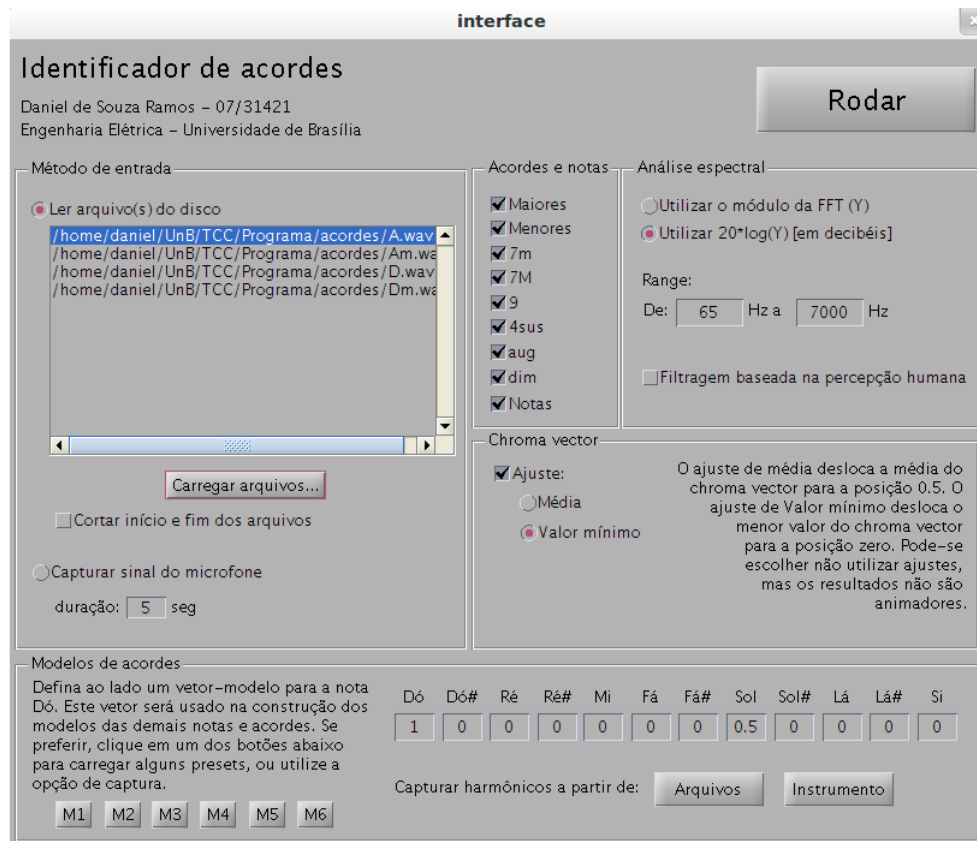 interface
Identificador de acordes
Daniel de Souza Ramos – 07/31421
Engenharia Elétrica – Universidade de Brasília
Rodar
Método de entrada
Ler arquivo(s) do disco
/home/daniel/UnB/TCC/Programa/acordes/A.wav
/home/daniel/UnB/TCC/Programa/acordes/Am.wa
/home/daniel/UnB/TCC/Programa/acordes/D.wav
/home/daniel/UnB/TCC/Programa/acordes/Dm.wa
Carregar arquivos...
Cortar início e fim dos arquivos
Capturar sinal do microfone
duração: 5 seg
Acordes e notas
Maiores
Menores
7m
7M
9
4sus
aug
dim
Notas
Análise espectral
Utilizar o módulo da FFT (Y)
Utilizar 20*log(Y) [em decibéis]
Range:
De: 65 Hz a 7000 Hz
Filtragem baseada na percepção humana
Chroma vector
Ajuste:
Média
Valor mínimo
O ajuste de média desloca a média do
chroma vector para a posição 0.5. O
ajuste de Valor mínimo desloca o
menor valor do chroma vector
para a posição zero. Pode–se
escolher não utilizar ajustes,
mas os resultados não são
animadores.
Modelos de acordes
Defina ao lado um vetor–modelo para a nota
Dó. Este vetor será usado na construção dos
modelos das demais notas e acordes. Se
preferir, clique em um dos botões abaixo
para carregar alguns presets, ou utilize a
opção de captura.
M1 M2 M3 M4 M5 M6
Dó Dó# Ré Ré# Mi Fá Fá# Sol Sol# Lá Lá# Si
1 0 0 0 0 0 0 0.5 0 0 0 0
Capturar harmônicos a partir de: Arquivos Instrumento